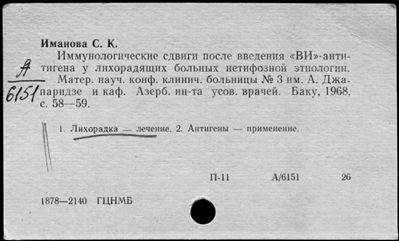 Иманова С. К.
Иммунологические сдвиги после введения «ВИ»-анти-
тигена у лихорадящих больных нетифозной этиологии.
Матер. науч. конф. клинич. больницы № 3 им. А. Джа-
паридзе и каф. Азерб. ин-та усов. врачей. Баку, 1968,
с. 58—59.
А
6151
1. Лихорадка — лечение. 2. Антигены — применение.
П-11 А/6151 26
1878—2140 ГЦНМБ